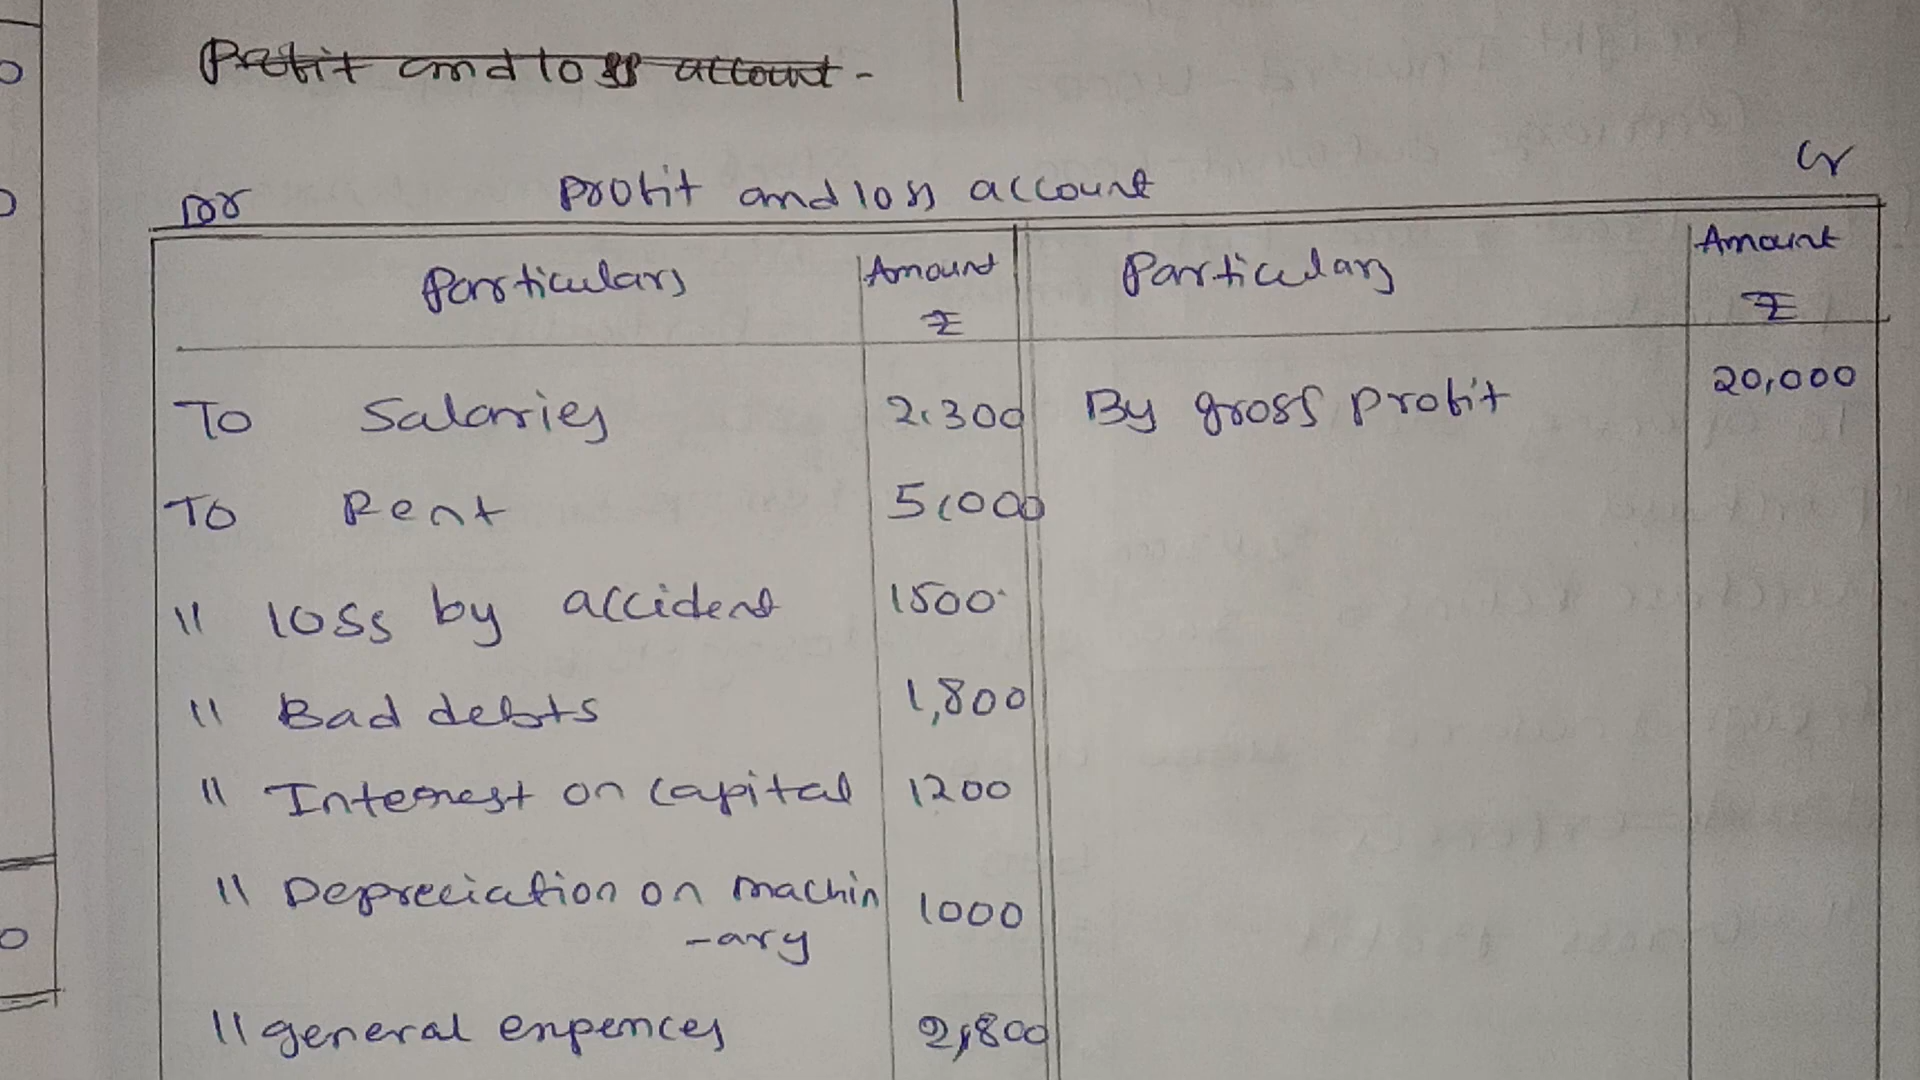 Profit and loss account -
Dr Profit and loss account Cr
Particulars Amount ₹ Particulars Amount ₹
To Salaries 2,300 By gross profit 20,000
To Rent 5,000
" loss by accident 1500
" Bad debts 1,800
" Interest on capital 1200
" Depreciation on machin
-ary 1000
" general expences 2,800